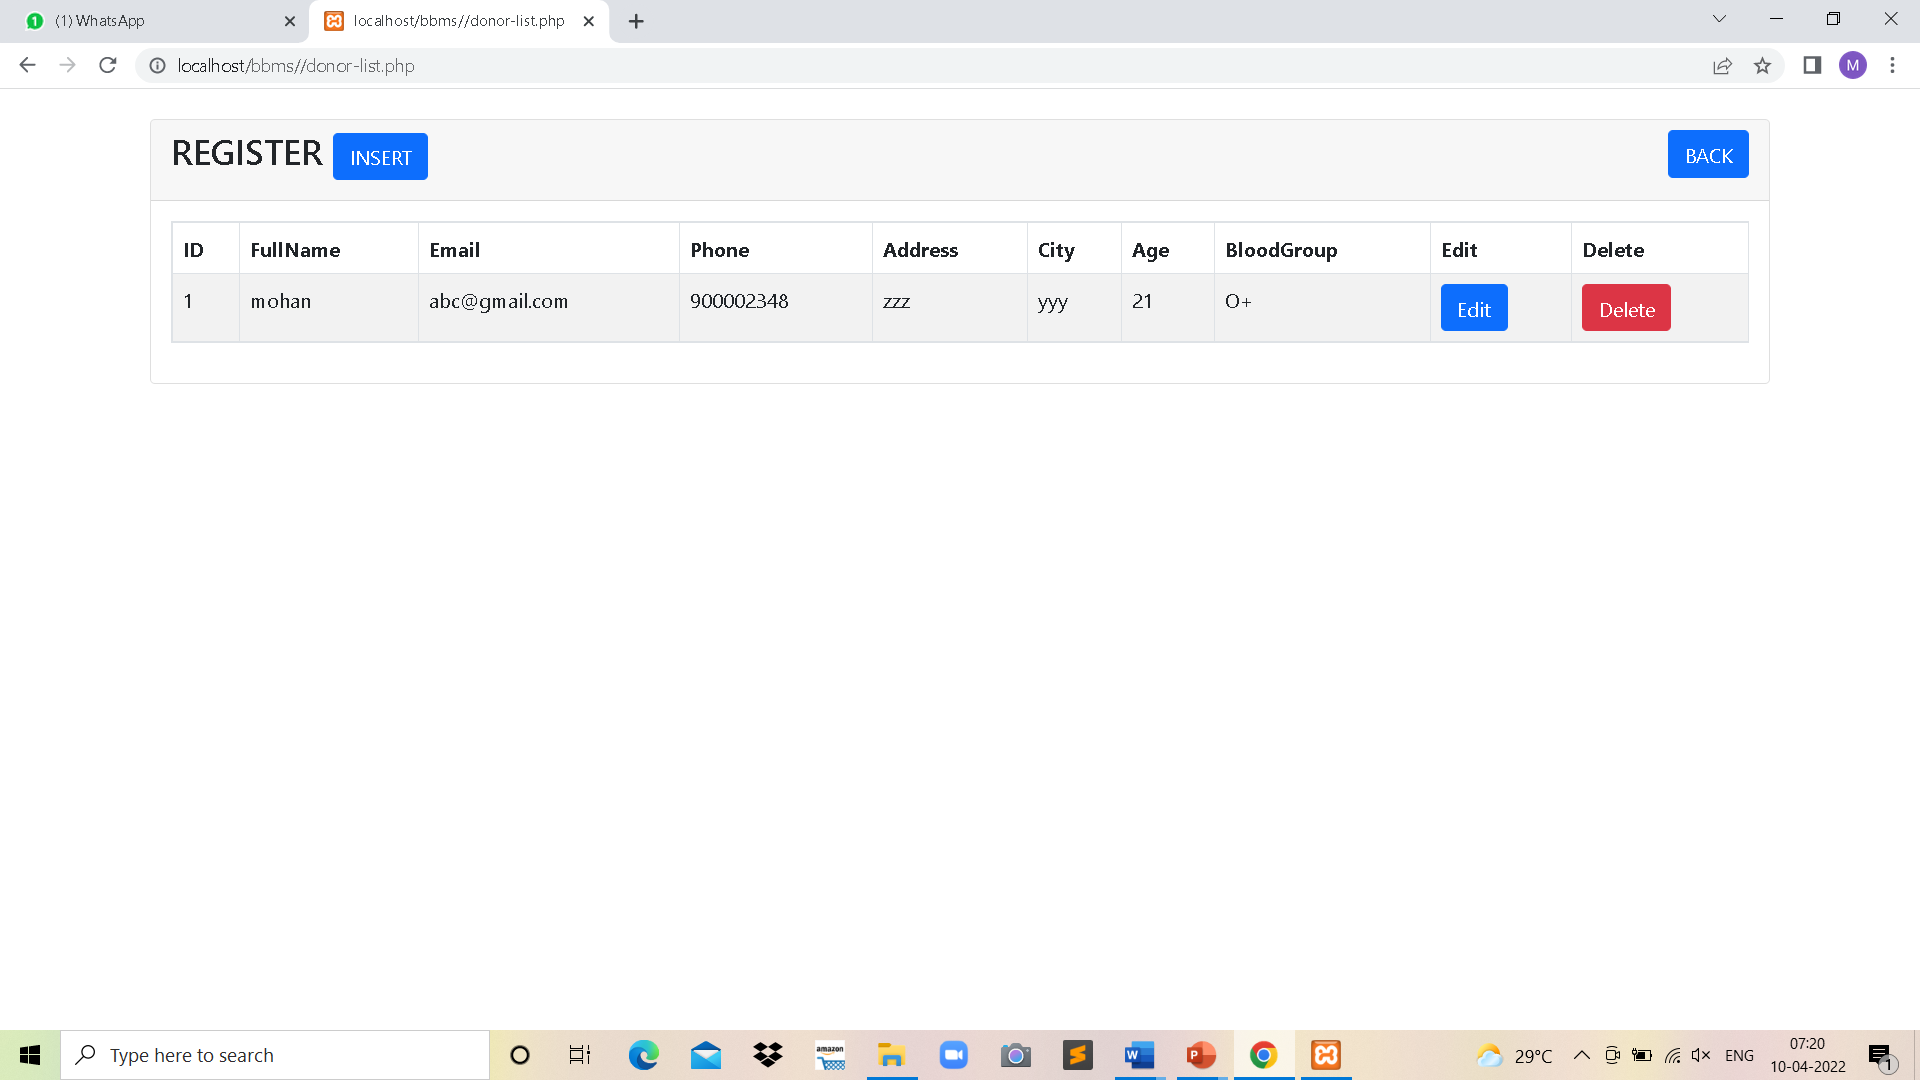 (1) WhatsApp
localhost/bbms//donor-list.php
localhost/bbms//donor-list.php
M
REGISTER INSERT BACK
ID FullName Email Phone Address City Age BloodGroup Edit Delete
1 mohan abc@gmail.com 900002348 zzz yyy 21 O+ Edit Delete
Type here to search
amazon
29°C
ENG
07:20
10-04-2022
1